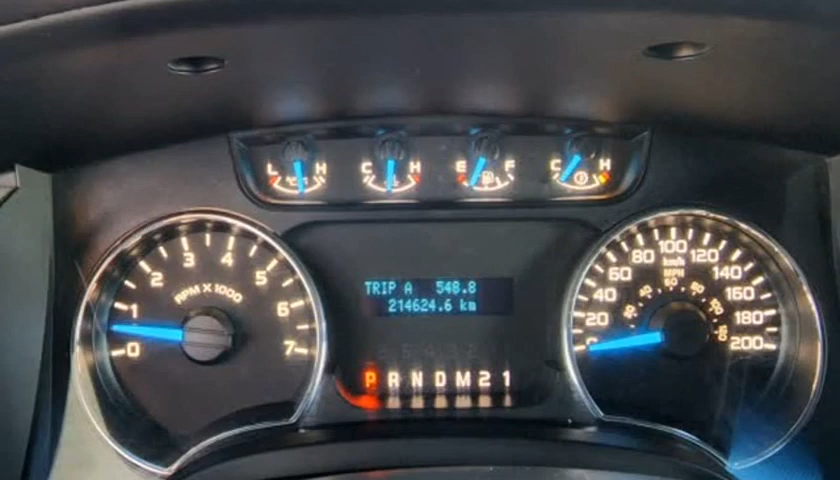 L H C H E F C H
RPM X 1000
0 1 2 3 4 5 6 7
TRIP A 548.8
214624.6 km
P R N D M 2 1
0 20 40 60 80 100 120 140 160 180 200
km/h
MPH